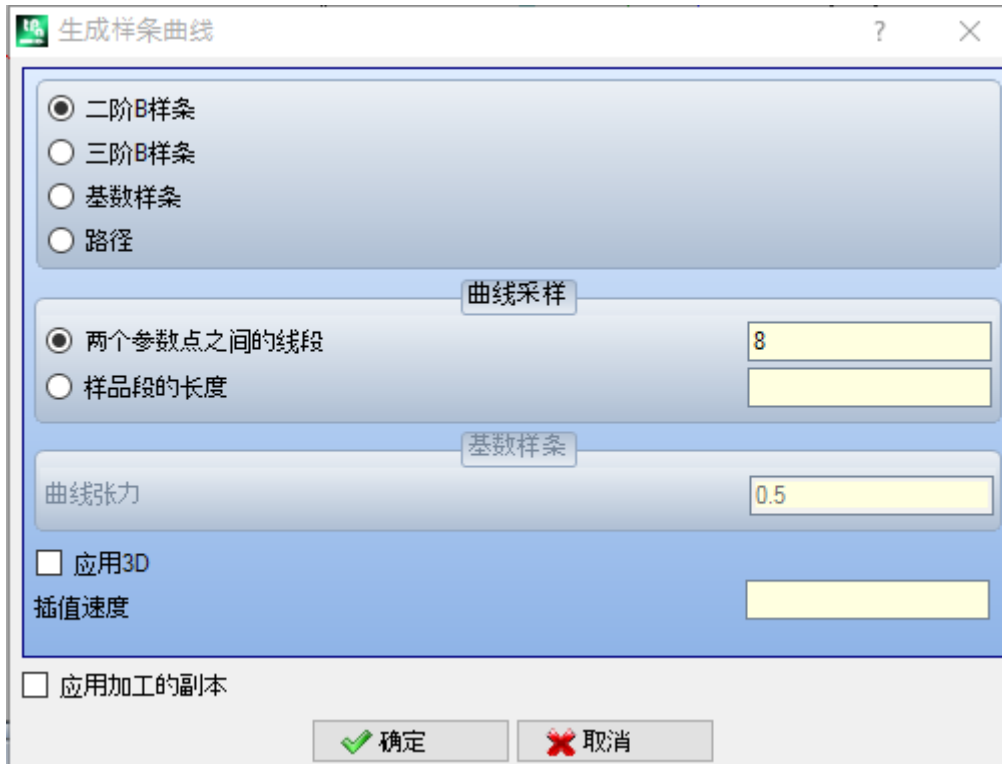 生成样条曲线
二阶B样条
三阶B样条
基数样条
路径
曲线采样
两个参数点之间的线段 8
样品段的长度
基数样条
曲线张力 0.5
应用3D
插值速度
应用加工的副本
确定 取消